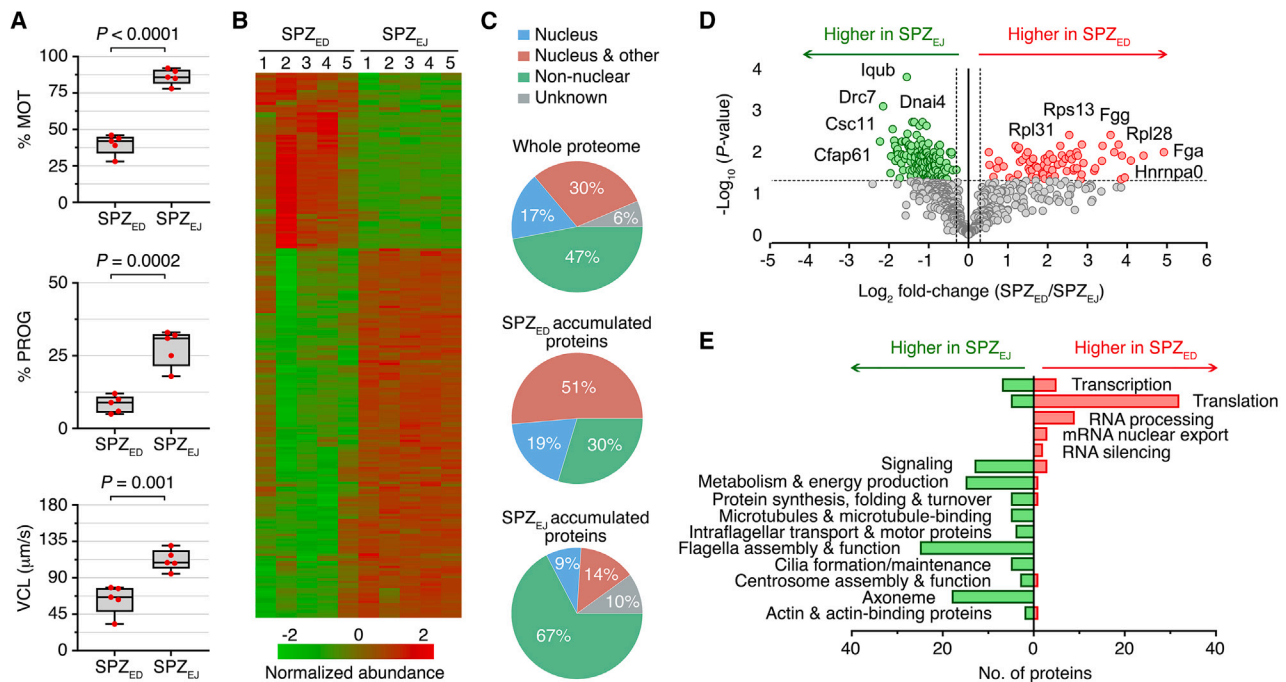 A
P < 0.0001
100
75
50
25
0
% MOT
SPZED SPZEJ
P = 0.0002
50
25
0
% PROG
SPZED SPZEJ
P = 0.001
180
135
90
45
0
VCL (µm/s)
SPZED SPZEJ
B
SPZED SPZEJ
1 2 3 4 5 1 2 3 4 5
-2 0 2
Normalized abundance
C
Nucleus
Nucleus & other
Non-nuclear
Unknown
Whole proteome
30%
17%
6%
47%
SPZED accumulated
proteins
51%
19%
30%
SPZEJ accumulated
proteins
9%
14%
10%
67%
D
Higher in SPZEJ
Higher in SPZED
4
3
2
1
0
-Log10 (P-value)
Iqub
Drc7
Dnai4
Csc11
Cfap61
Rps13
Fgg
Rpl31
Rpl28
Fga
Hnrnpa0
-5 -4 -3 -2 -1 0 1 2 3 4 5 6
Log2 fold-change (SPZED/SPZEJ)
E
Higher in SPZEJ
Higher in SPZED
Transcription
Translation
RNA processing
mRNA nuclear export
RNA silencing
Signaling
Metabolism & energy production
Protein synthesis, folding & turnover
Microtubules & microtubule-binding
Intraflagellar transport & motor proteins
Flagella assembly & function
Cilia formation/maintenance
Centrosome assembly & function
Axoneme
Actin & actin-binding proteins
40 20 0 20 40
No. of proteins